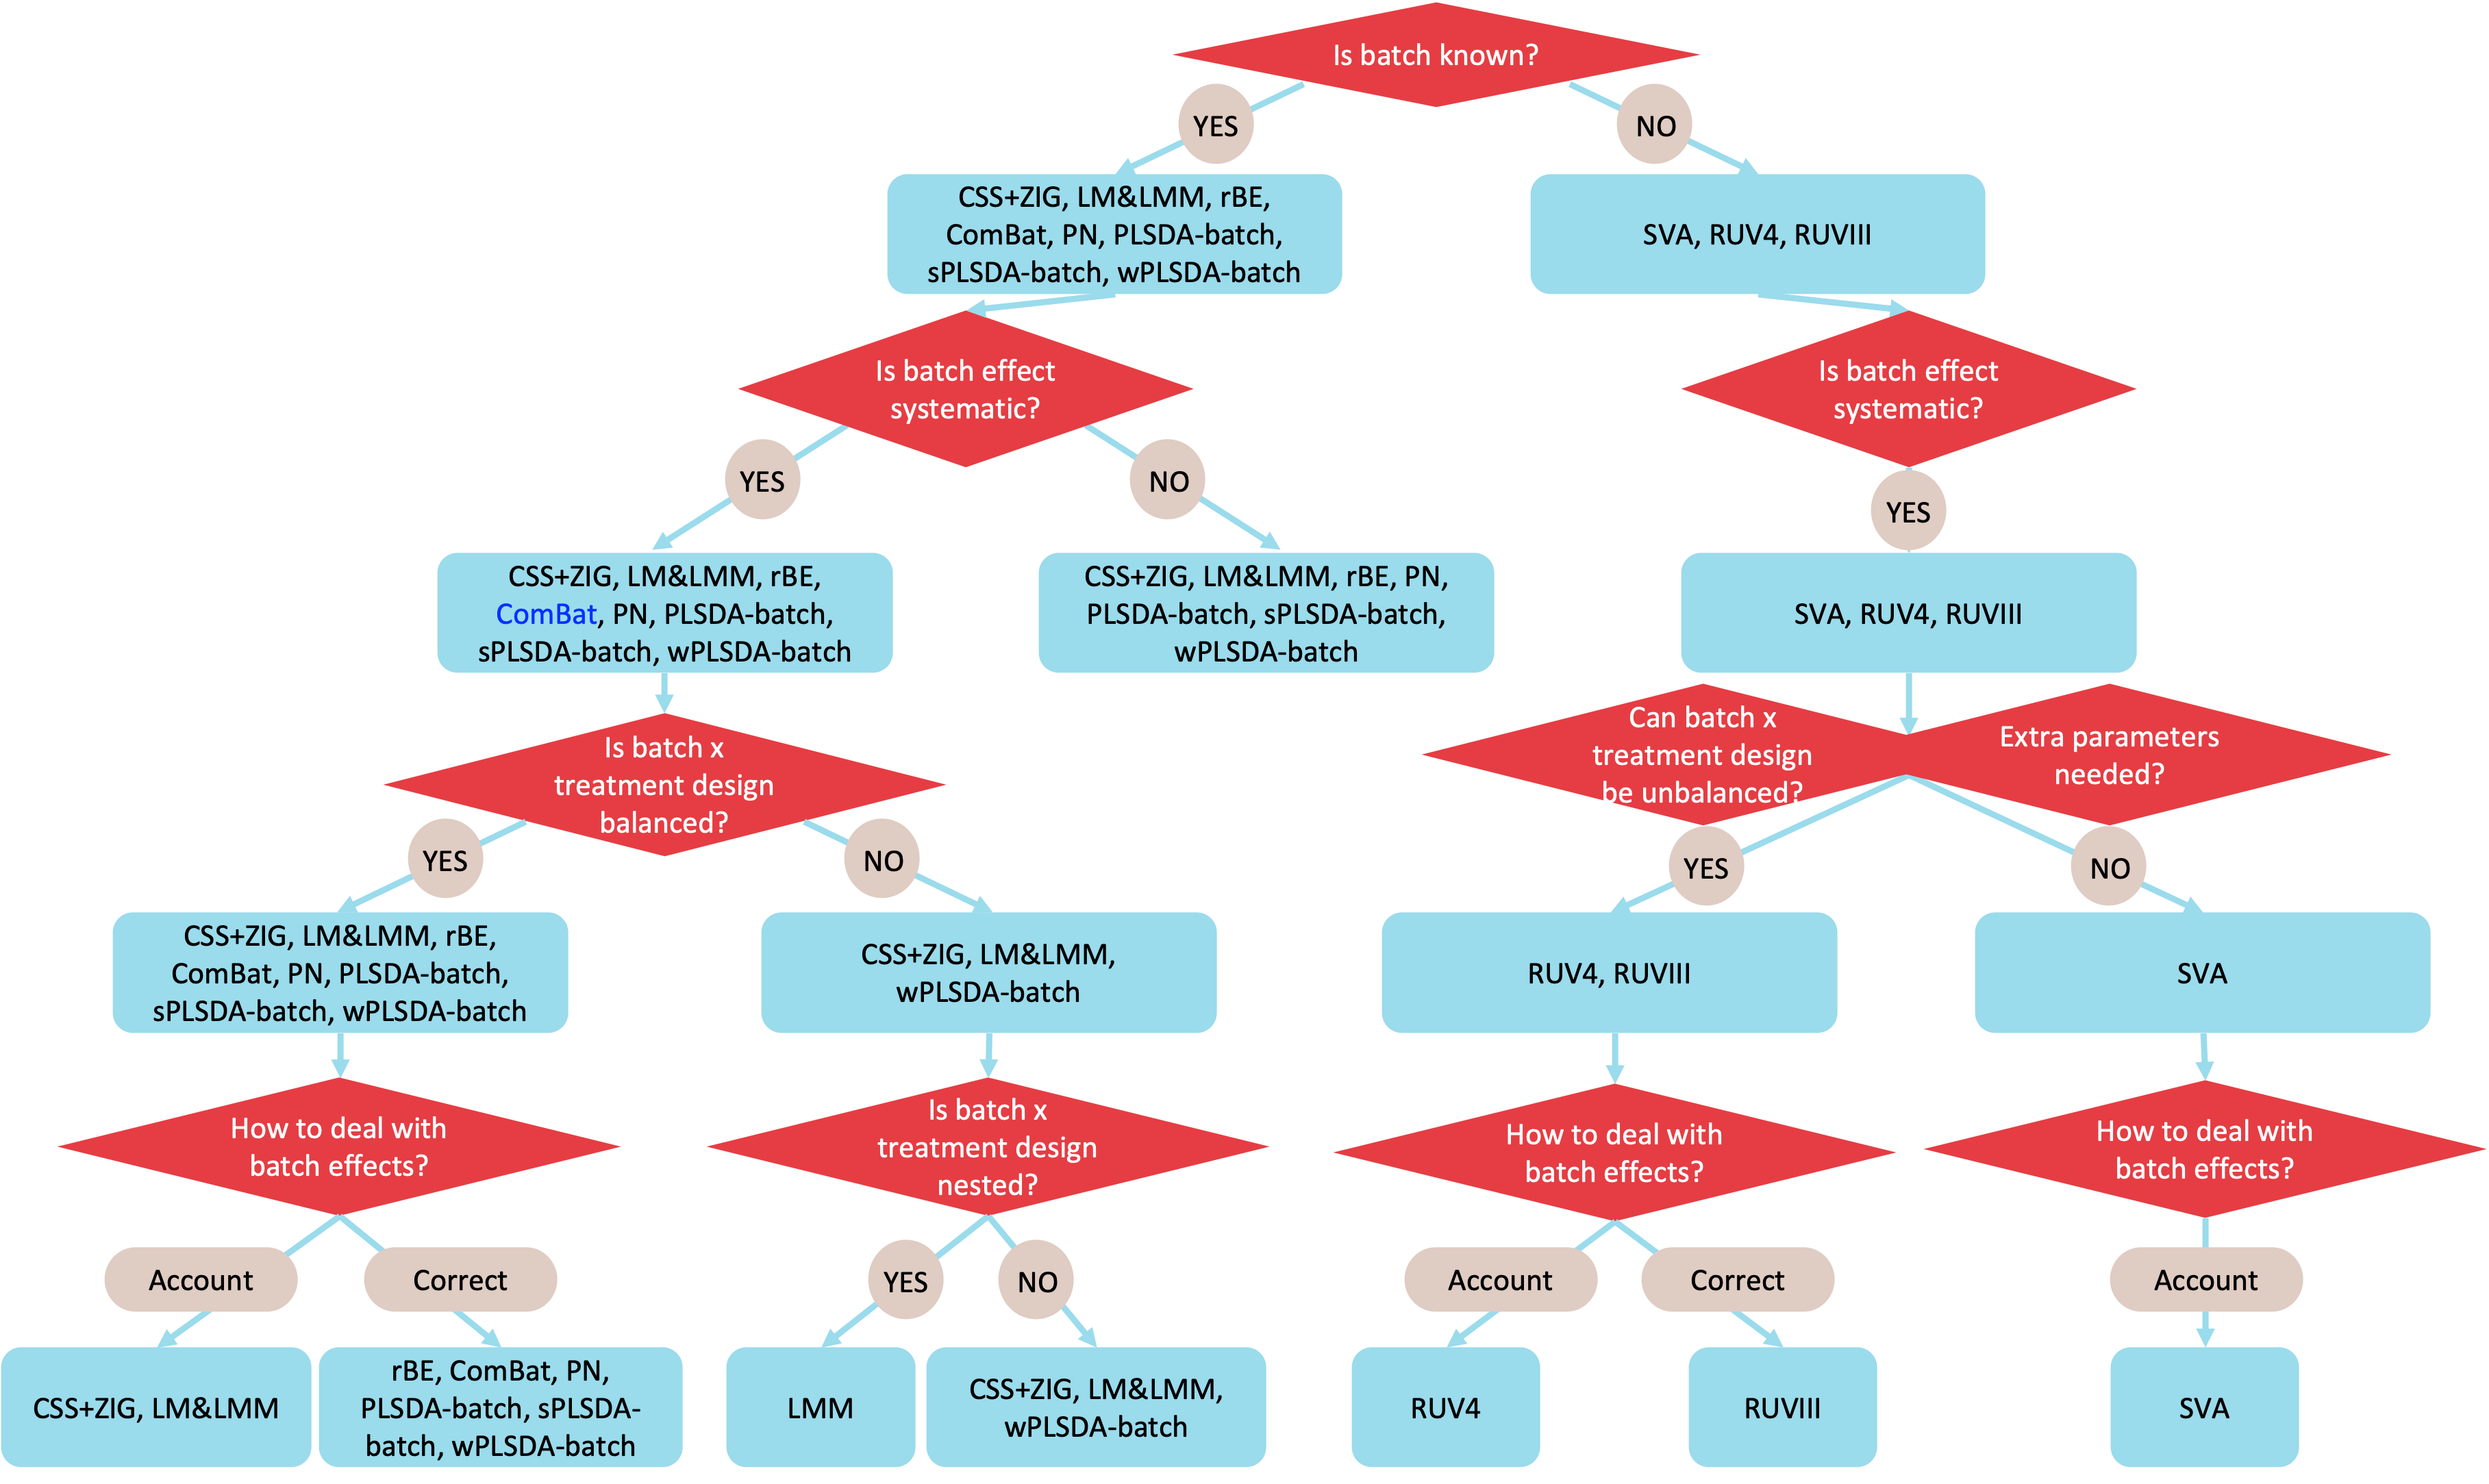 Is batch known?
YES
NO
CSS+ZIG, LM&LMM, rBE,
ComBat, PN, PLSDA-batch,
sPLSDA-batch, wPLSDA-batch
SVA, RUV4, RUVIII
Is batch effect
systematic?
Is batch effect
systematic?
YES
NO
YES
CSS+ZIG, LM&LMM, rBE,
ComBat, PN, PLSDA-batch,
sPLSDA-batch, wPLSDA-batch
CSS+ZIG, LM&LMM, rBE, PN,
PLSDA-batch, sPLSDA-batch,
wPLSDA-batch
SVA, RUV4, RUVIII
Is batch x
treatment design
balanced?
Can batch x
treatment design
be unbalanced?
Extra parameters
needed?
YES
NO
YES
NO
CSS+ZIG, LM&LMM, rBE,
ComBat, PN, PLSDA-batch,
sPLSDA-batch, wPLSDA-batch
CSS+ZIG, LM&LMM,
wPLSDA-batch
RUV4, RUVIII
SVA
How to deal with
batch effects?
Is batch x
treatment design
nested?
How to deal with
batch effects?
How to deal with
batch effects?
Account
Correct
YES
NO
Account
Correct
Account
CSS+ZIG, LM&LMM
rBE, ComBat, PN,
PLSDA-batch, sPLSDA-
batch, wPLSDA-batch
LMM
CSS+ZIG, LM&LMM,
wPLSDA-batch
RUV4
RUVIII
SVA